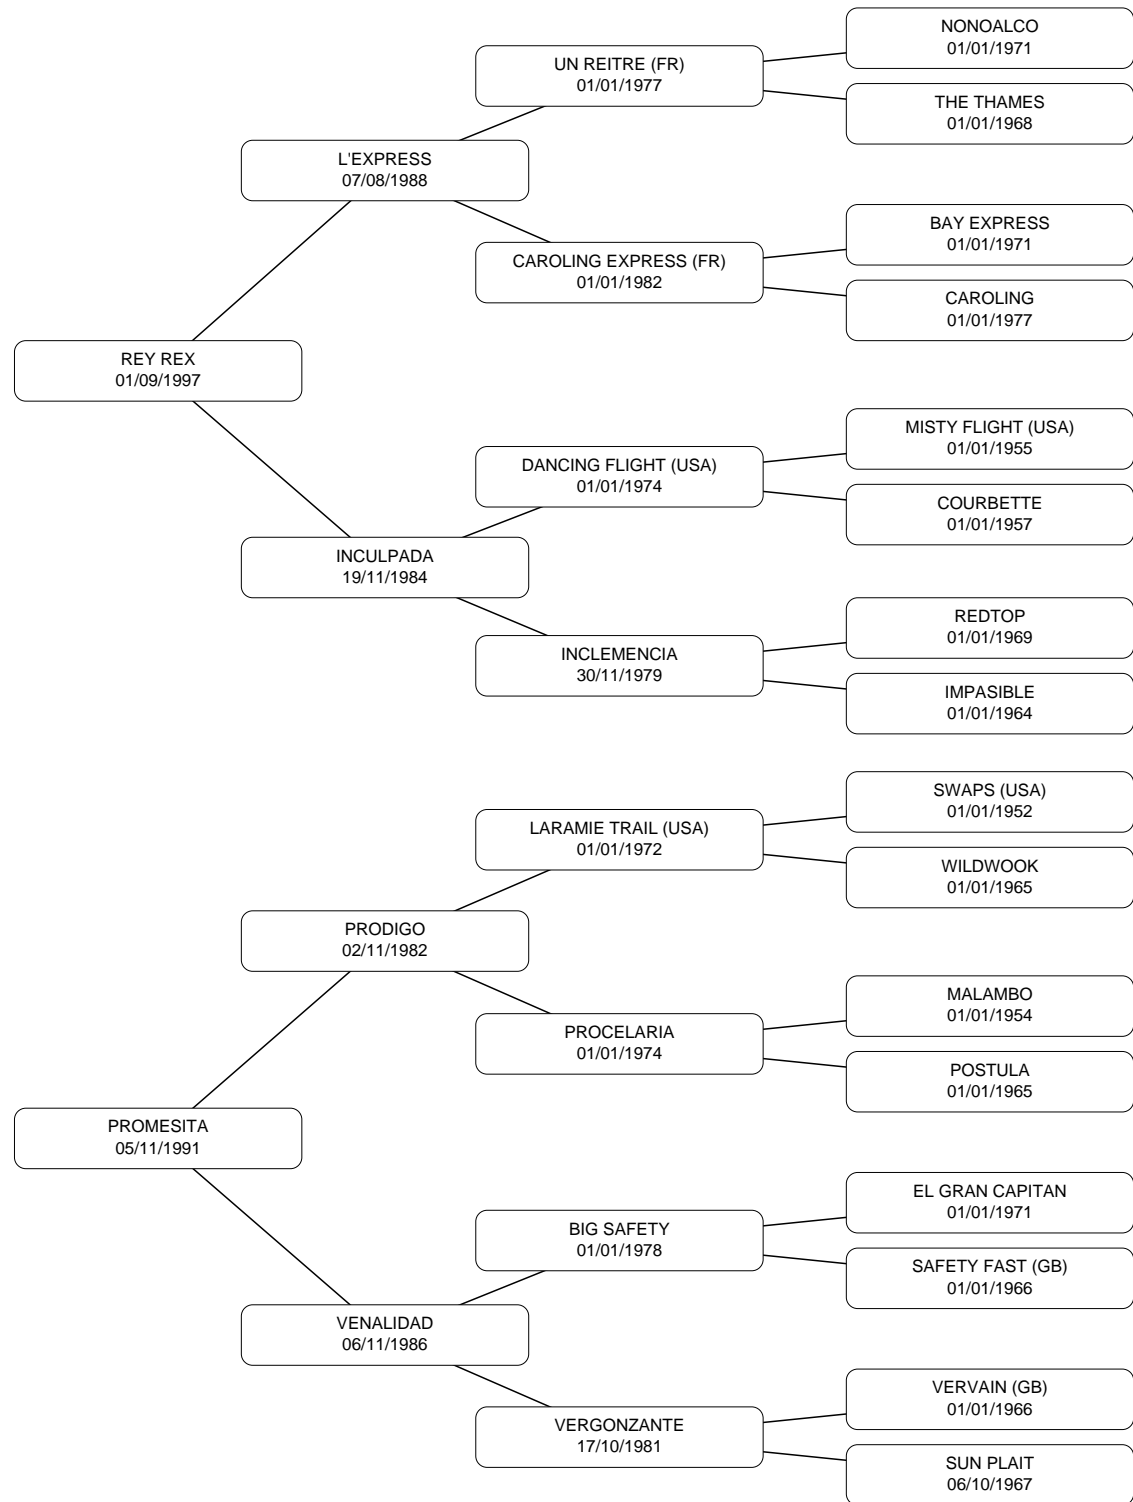 NONOALCO
01/01/1971
UN REITRE (FR)
01/01/1977
THE THAMES
01/01/1968
L'EXPRESS
07/08/1988
BAY EXPRESS
01/01/1971
CAROLING EXPRESS (FR)
01/01/1982
CAROLING
01/01/1977
REY REX
01/09/1997
MISTY FLIGHT (USA)
01/01/1955
DANCING FLIGHT (USA)
01/01/1974
COURBETTE
01/01/1957
INCULPADA
19/11/1984
REDTOP
01/01/1969
INCLEMENCIA
30/11/1979
IMPASIBLE
01/01/1964
SWAPS (USA)
01/01/1952
LARAMIE TRAIL (USA)
01/01/1972
WILDWOOK
01/01/1965
PRODIGO
02/11/1982
MALAMBO
01/01/1954
PROCELARIA
01/01/1974
POSTULA
01/01/1965
PROMESITA
05/11/1991
EL GRAN CAPITAN
01/01/1971
BIG SAFETY
01/01/1978
SAFETY FAST (GB)
01/01/1966
VENALIDAD
06/11/1986
VERVAIN (GB)
01/01/1966
VERGONZANTE
17/10/1981
SUN PLAIT
06/10/1967